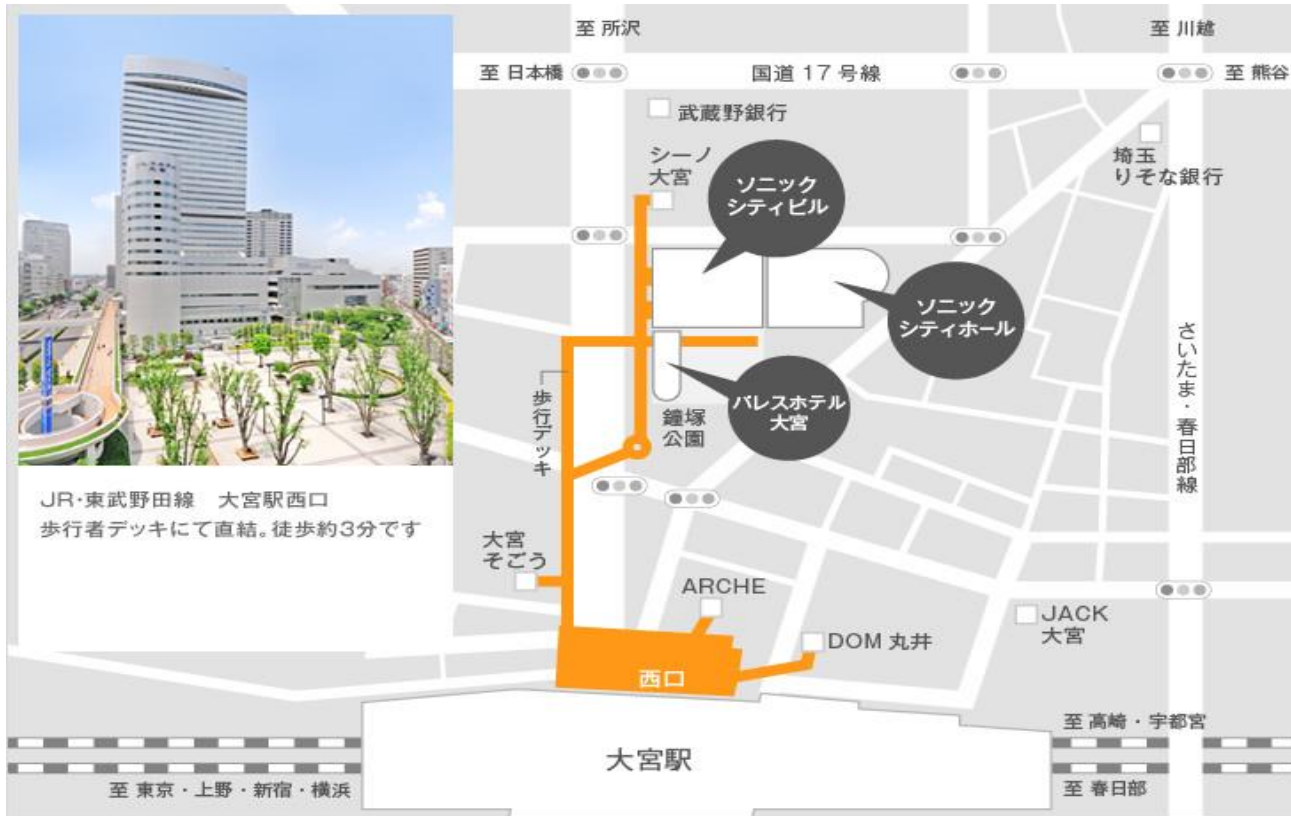 至 所沢
至 川越
至 日本橋
国道 17 号線
至 熊谷
武蔵野銀行
シーノ
大宮
ソニック
シティビル
埼玉
りそな銀行
ソニック
シティホール
さいたま・春日部線
歩行デッキ
鐘塚
公園
パレスホテル
大宮
JR・東武野田線　大宮駅西口
歩行者デッキにて直結。徒歩約3分です
大宮
そごう
ARCHE
JACK
大宮
DOM 丸井
西口
大宮駅
至 高崎・宇都宮
至 東京・上野・新宿・横浜
至 春日部